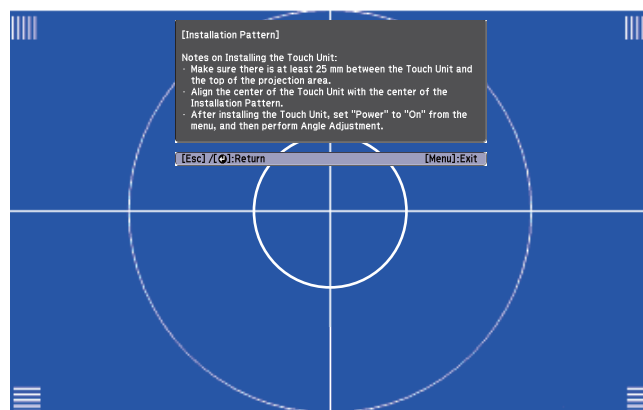 [Installation Pattern]
Notes on Installing the Touch Unit:
· Make sure there is at least 25 mm between the Touch Unit and
the top of the projection area.
· Align the center of the Touch Unit with the center of the
Installation Pattern.
· After installing the Touch Unit, set "Power" to "On" from the
menu, and then perform Angle Adjustment.
[Esc] /[⏎]:Return [Menu]:Exit